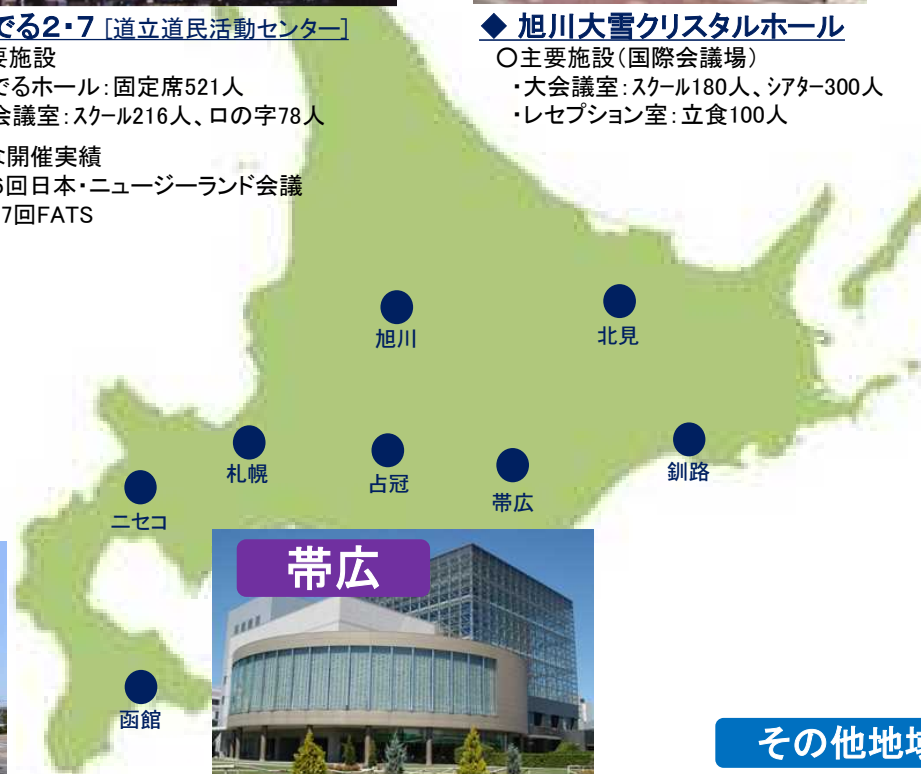 でる2・7 [道立道民活動センター]
要施設
でるホール：固定席521人
会議室：スクール216人、ロの字78人
開催実績
回日本・ニュージーランド会議
7回FATS
◆ 旭川大雪クリスタルホール
○主要施設（国際会議場）
・大会議室：スクール180人、シアター300人
・レセプション室：立食100人
旭川
北見
札幌
占冠
帯広
釧路
ニセコ
帯広
函館
その他地域